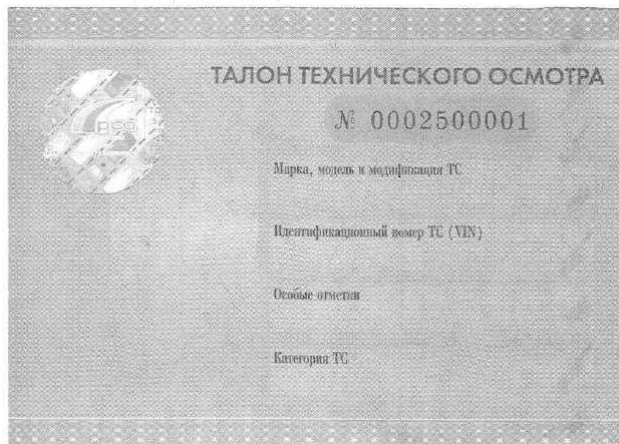 ТАЛОН ТЕХНИЧЕСКОГО ОСМОТРА
№ 0002500001
Марка, модель и модификация ТС
Идентификационный номер ТС (VIN)
Особые отметки
Категория ТС